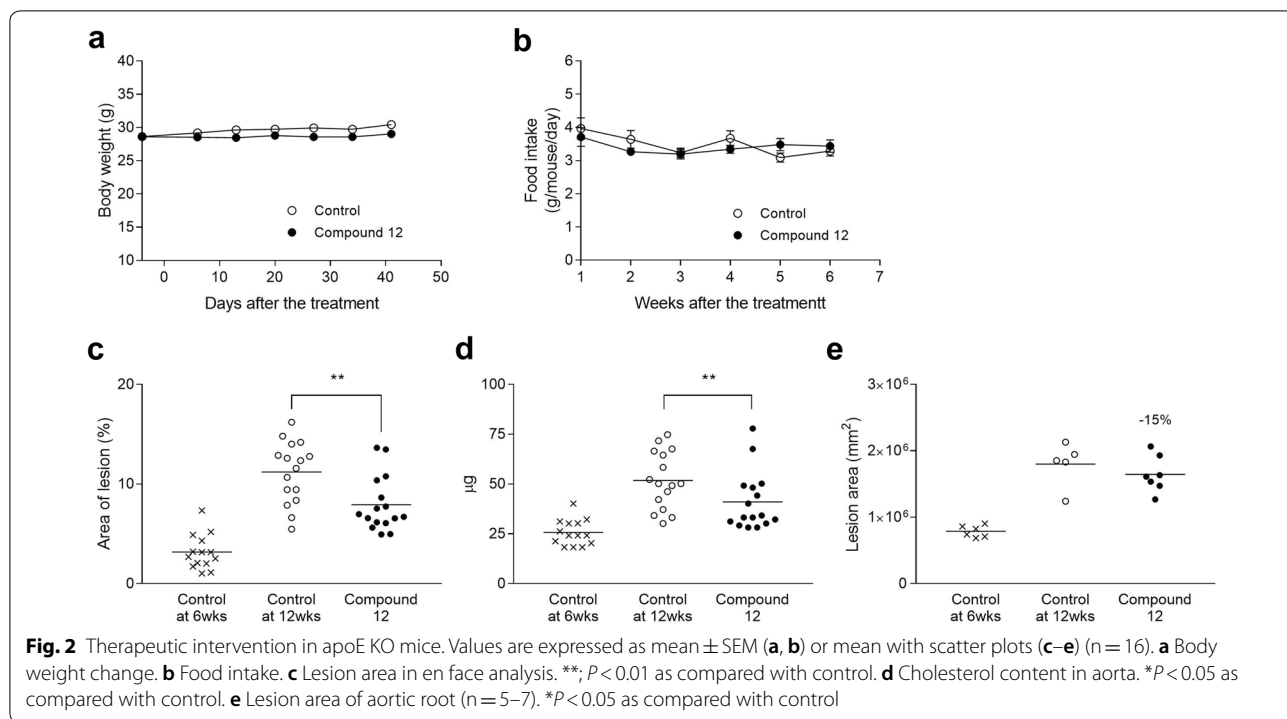 a
40
35
30
25
20
15
10
Body weight (g)
Control
Compound 12
0 10 20 30 40 50
Days after the treatment
b
6
5
4
3
2
1
0
Food intake
(g/mouse/day)
Control
Compound 12
1 2 3 4 5 6 7
Weeks after the treatmentt
c
20
10
0
Area of lesion (%)
**
Control
at 6wks
Control
at 12wks
Compound
12
d
100
75
50
25
0
µg
**
Control
at 6wks
Control
at 12wks
Compound
12
e
3×10⁶
2×10⁶
1×10⁶
0
Lesion area (mm²)
-15%
Control
at 6wks
Control
at 12wks
Compound
12
Fig. 2 Therapeutic intervention in apoE KO mice. Values are expressed as mean ± SEM (a, b) or mean with scatter plots (c–e) (n = 16). a Body
weight change. b Food intake. c Lesion area in en face analysis. **; P < 0.01 as compared with control. d Cholesterol content in aorta. *P < 0.05 as
compared with control. e Lesion area of aortic root (n = 5–7). *P < 0.05 as compared with control